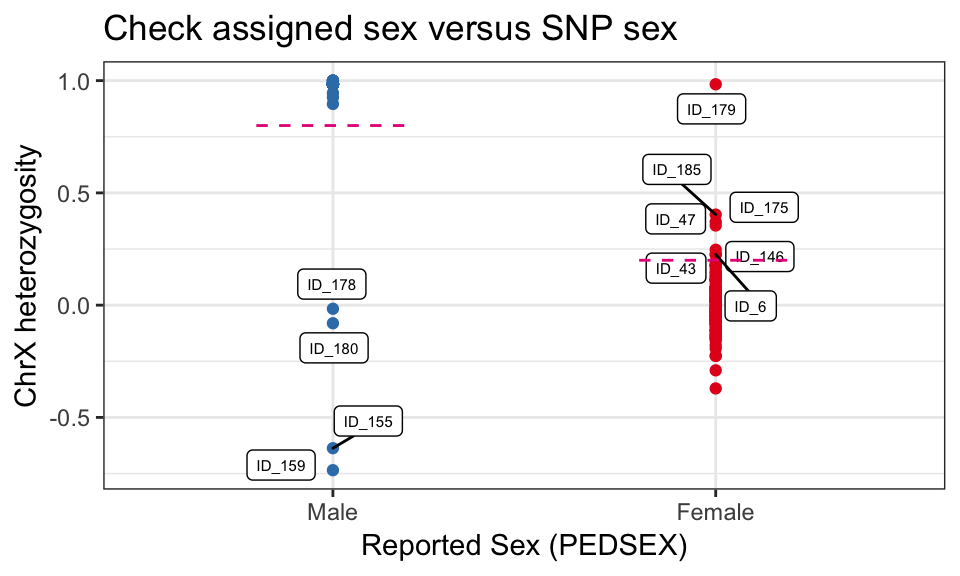 Check assigned sex versus SNP sex
ChrX heterozygosity
1.0
0.5
0.0
-0.5
ID_178
ID_180
ID_155
ID_159
ID_179
ID_185
ID_175
ID_47
ID_146
ID_43
ID_6
Male
Female
Reported Sex (PEDSEX)